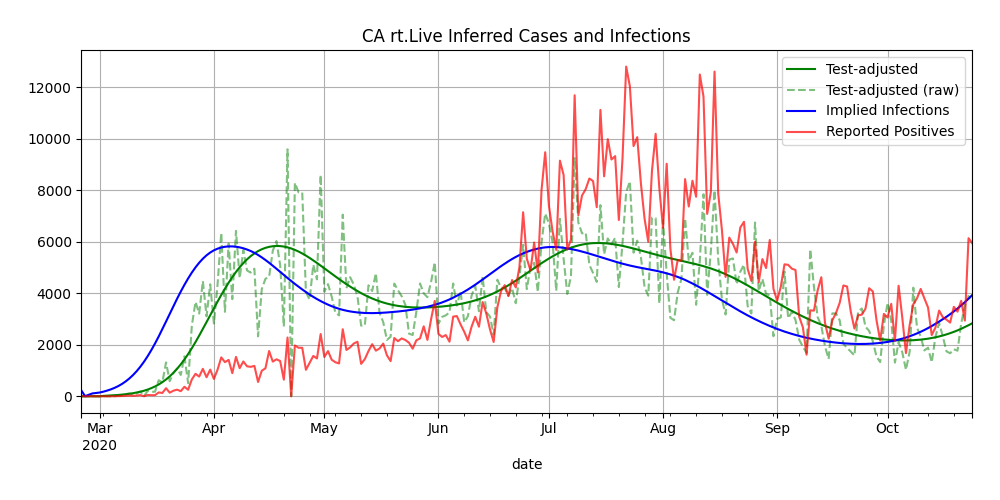 CA rt.Live Inferred Cases and Infections
Test-adjusted
Test-adjusted (raw)
Implied Infections
Reported Positives
12000
10000
8000
6000
4000
2000
0
Mar Apr May Jun Jul Aug Sep Oct
2020
date